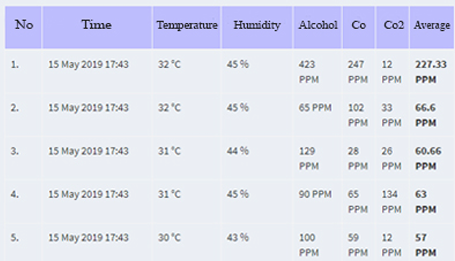 No Time Temperature Humidity Alcohol Co Co2 Average
1. 15 May 2019 17:43 32 °C 45 % 423 247 12 227.33
PPM PPM PPM PPM
2. 15 May 2019 17:43 32 °C 45 % 65 PPM 102 33 66.6
PPM PPM PPM
3. 15 May 2019 17:43 31 °C 44 % 129 28 26 60.66
PPM PPM PPM PPM
4. 15 May 2019 17:43 31 °C 45 % 90 PPM 65 134 63
PPM PPM PPM
5. 15 May 2019 17:43 30 °C 43 % 100 59 12 57
PPM PPM PPM PPM